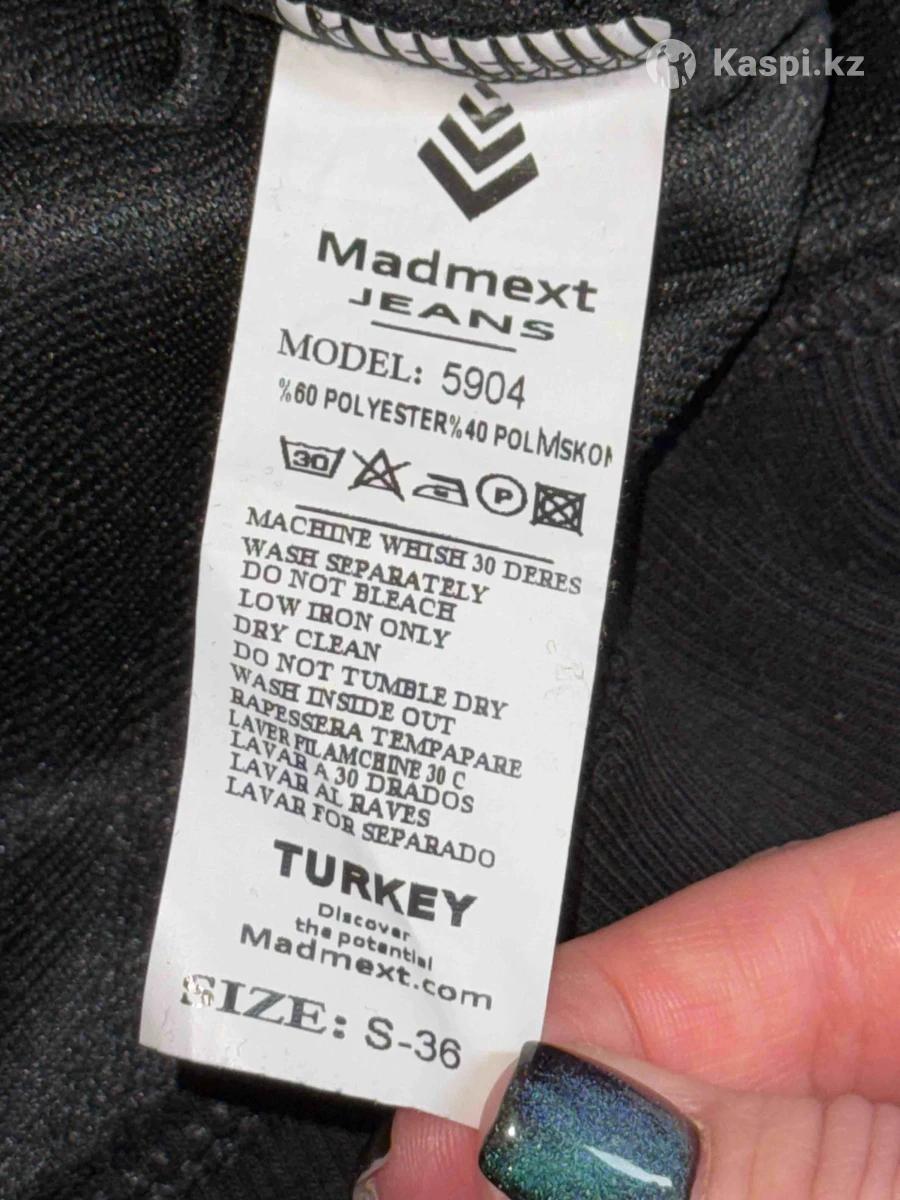 Kaspi.kz
Madmext
JEANS
MODEL: 5904
%60 POLYESTER%40 POLMSKON
30
P
MACHINE WHISH 30 DERES
WASH SEPARATELY
DO NOT BLEACH
LOW IRON ONLY
DRY CLEAN
DO NOT TUMBLE DRY
WASH INSIDE OUT
RAPESSERA TEMPAPARE
LAVER FIL AMCHINE 30 C
LAVAR A 30 DRADOS
LAVAR AL RAVES
LAVAR FOR SEPARADO
TURKEY
Discover
the potential
Madmext.com
SIZE: S-36